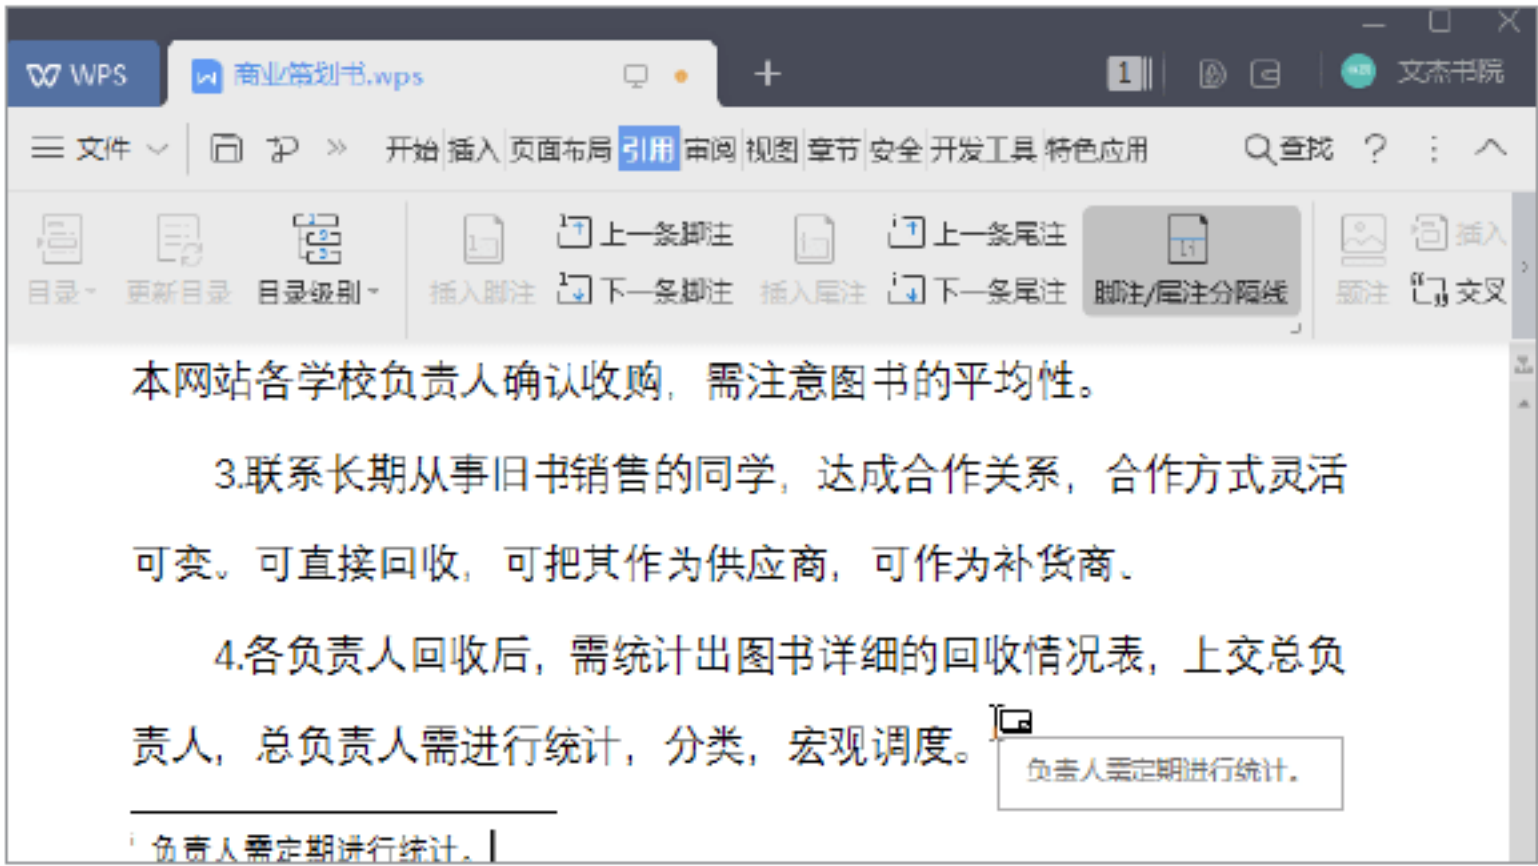 WPS 商业策划书.wps 1 文杰书院
文件 开始 插入 页面布局 引用 审阅 视图 章节 安全 开发工具 特色应用 查找
上一条脚注 上一条尾注 插入
目录 更新目录 目录级别 插入脚注 下一条脚注 插入尾注 下一条尾注 脚注/尾注分隔线 题注 交叉
本网站各学校负责人确认收购，需注意图书的平均性。
3.联系长期从事旧书销售的同学，达成合作关系，合作方式灵活
可变。可直接回收，可把其作为供应商，可作为补货商、
4.各负责人回收后，需统计出图书详细的回收情况表，上交总负
责人，总负责人需进行统计，分类，宏观调度。
负责人需定期进行统计。
i 负责人需定期进行统计。